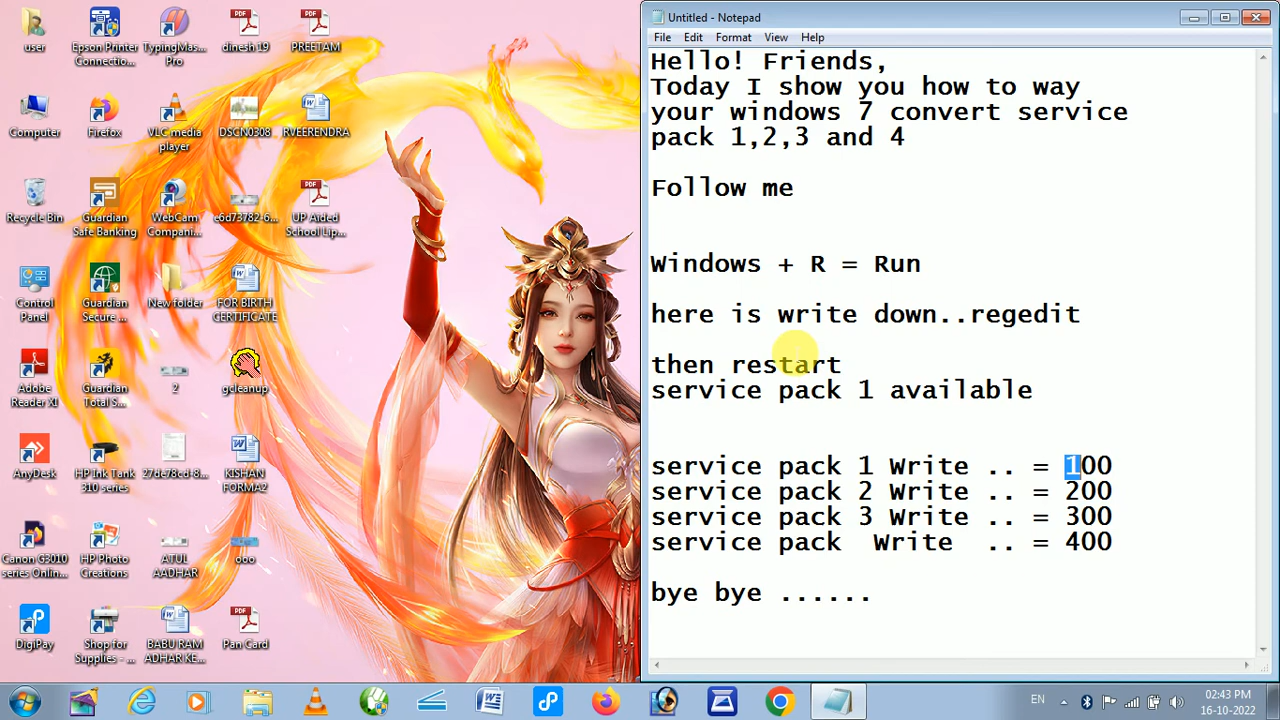 user
Epson Printer
Connectio...
TypingMas...
Pro
dinesh 19
PREETAM
Computer
Firefox
VLC media
player
DSCN0308
RVEERENDRA
Recycle Bin
Guardian
Safe Banking
WebCam
Compani...
e6d73782-6...
UP Aided
School Lip...
Control
Panel
Guardian
Secure ...
New folder
FOR BIRTH
CERTIFICATE
Adobe
Reader XI
Guardian
Total S...
2
gcleanup
AnyDesk
HP Ink Tank
310 series
27de78cd-8...
KISHAN
FORMA2
Canon G3010
series Onlin...
HP Photo
Creations
ATUL
AADHAR
ooo
DigiPay
Shop for
Supplies - ...
BABU RAM
ADHAR KE...
Pan Card
Untitled - Notepad
File Edit Format View Help
Hello! Friends,
Today I show you how to way
your windows 7 convert service
pack 1,2,3 and 4
Follow me
Windows + R = Run
here is write down..regedit
then restart
service pack 1 available
service pack 1 Write .. = 100
service pack 2 Write .. = 200
service pack 3 Write .. = 300
service pack  Write  .. = 400
bye bye ......
EN
02:43 PM
16-10-2022